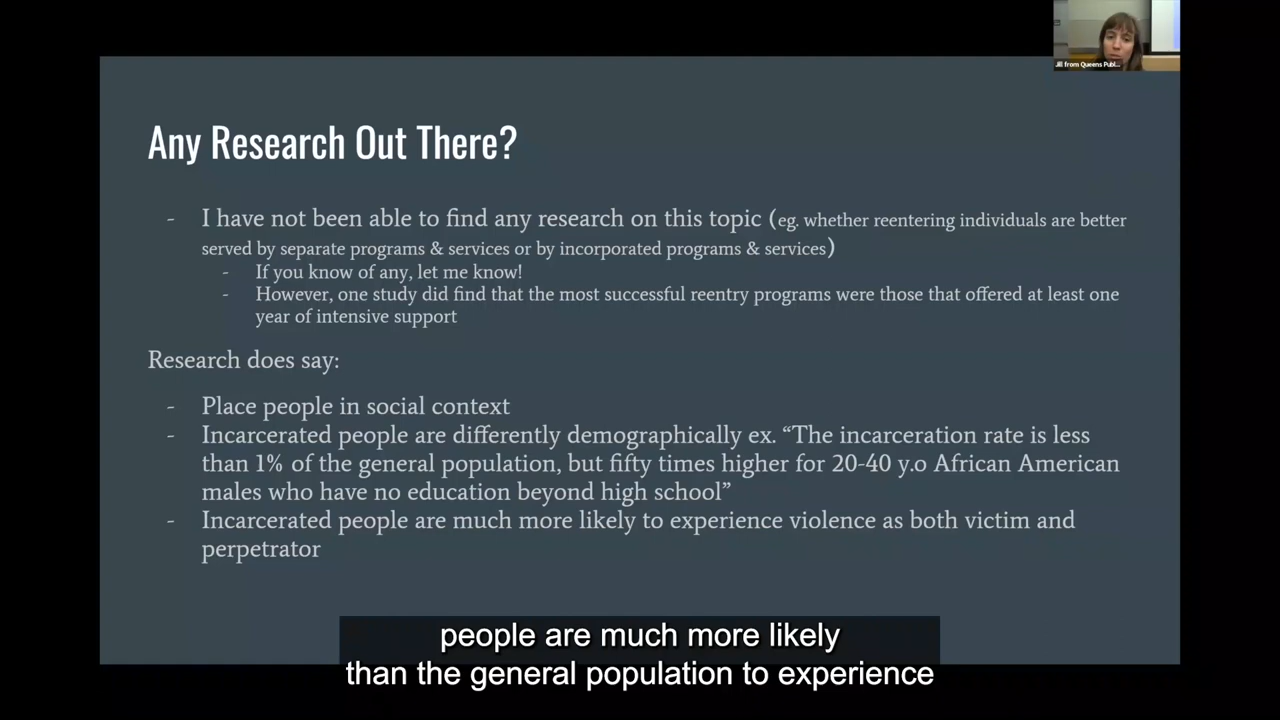 Jill from Queens Publ...
Any Research Out There?
- I have not been able to find any research on this topic (eg. whether reentering individuals are better
served by separate programs & services or by incorporated programs & services)
- If you know of any, let me know!
- However, one study did find that the most successful reentry programs were those that offered at least one
year of intensive support
Research does say:
- Place people in social context
- Incarcerated people are differently demographically ex. “The incarceration rate is less
than 1% of the general population, but fifty times higher for 20-40 y.o African American
males who have no education beyond high school”
- Incarcerated people are much more likely to experience violence as both victim and
perpetrator
people are much more likely
than the general population to experience